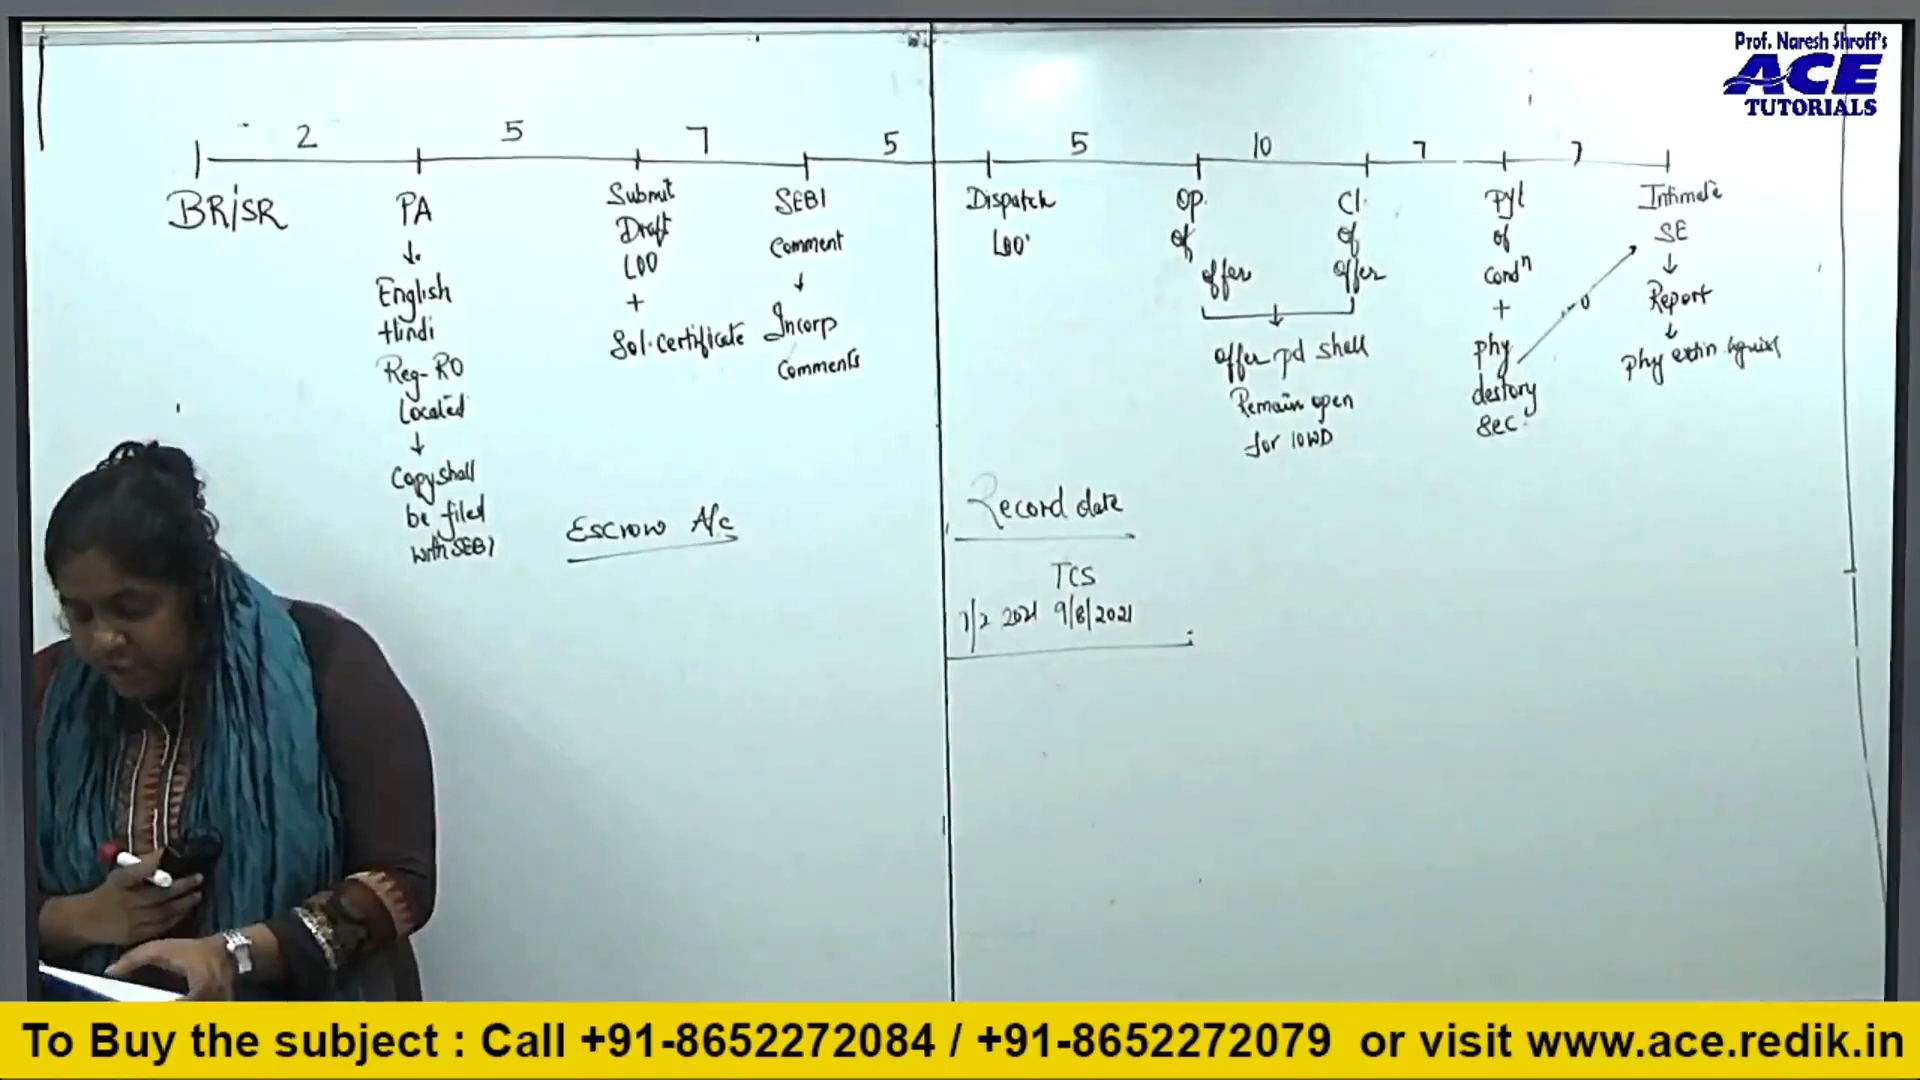 Prof. Naresh Shroff's
ACE
TUTORIALS
2 5 7 5 5 10 7 7
BR/SR
PA
↓
English
Hindi
Reg-RO
Located
↓
Copy shall
be filed
with SEBI
Submit
Draft
LOO
+
Sol.certificate
SEBI
Comment
↓
Incorp
Comments
Dispatch
LOO
Op.
of
offer
Cl.
of
offer
↓
offer pd shall
Remain open
for 10WD
Pyt
of
Condn
+
phy
destory
sec.
Intimate
SE
↓
Report
↓
Phy
Escrow A/c
Record date
TCS
2021 9/8/2021
To Buy the subject : Call +91-8652272084 / +91-8652272079 or visit www.ace.redik.in